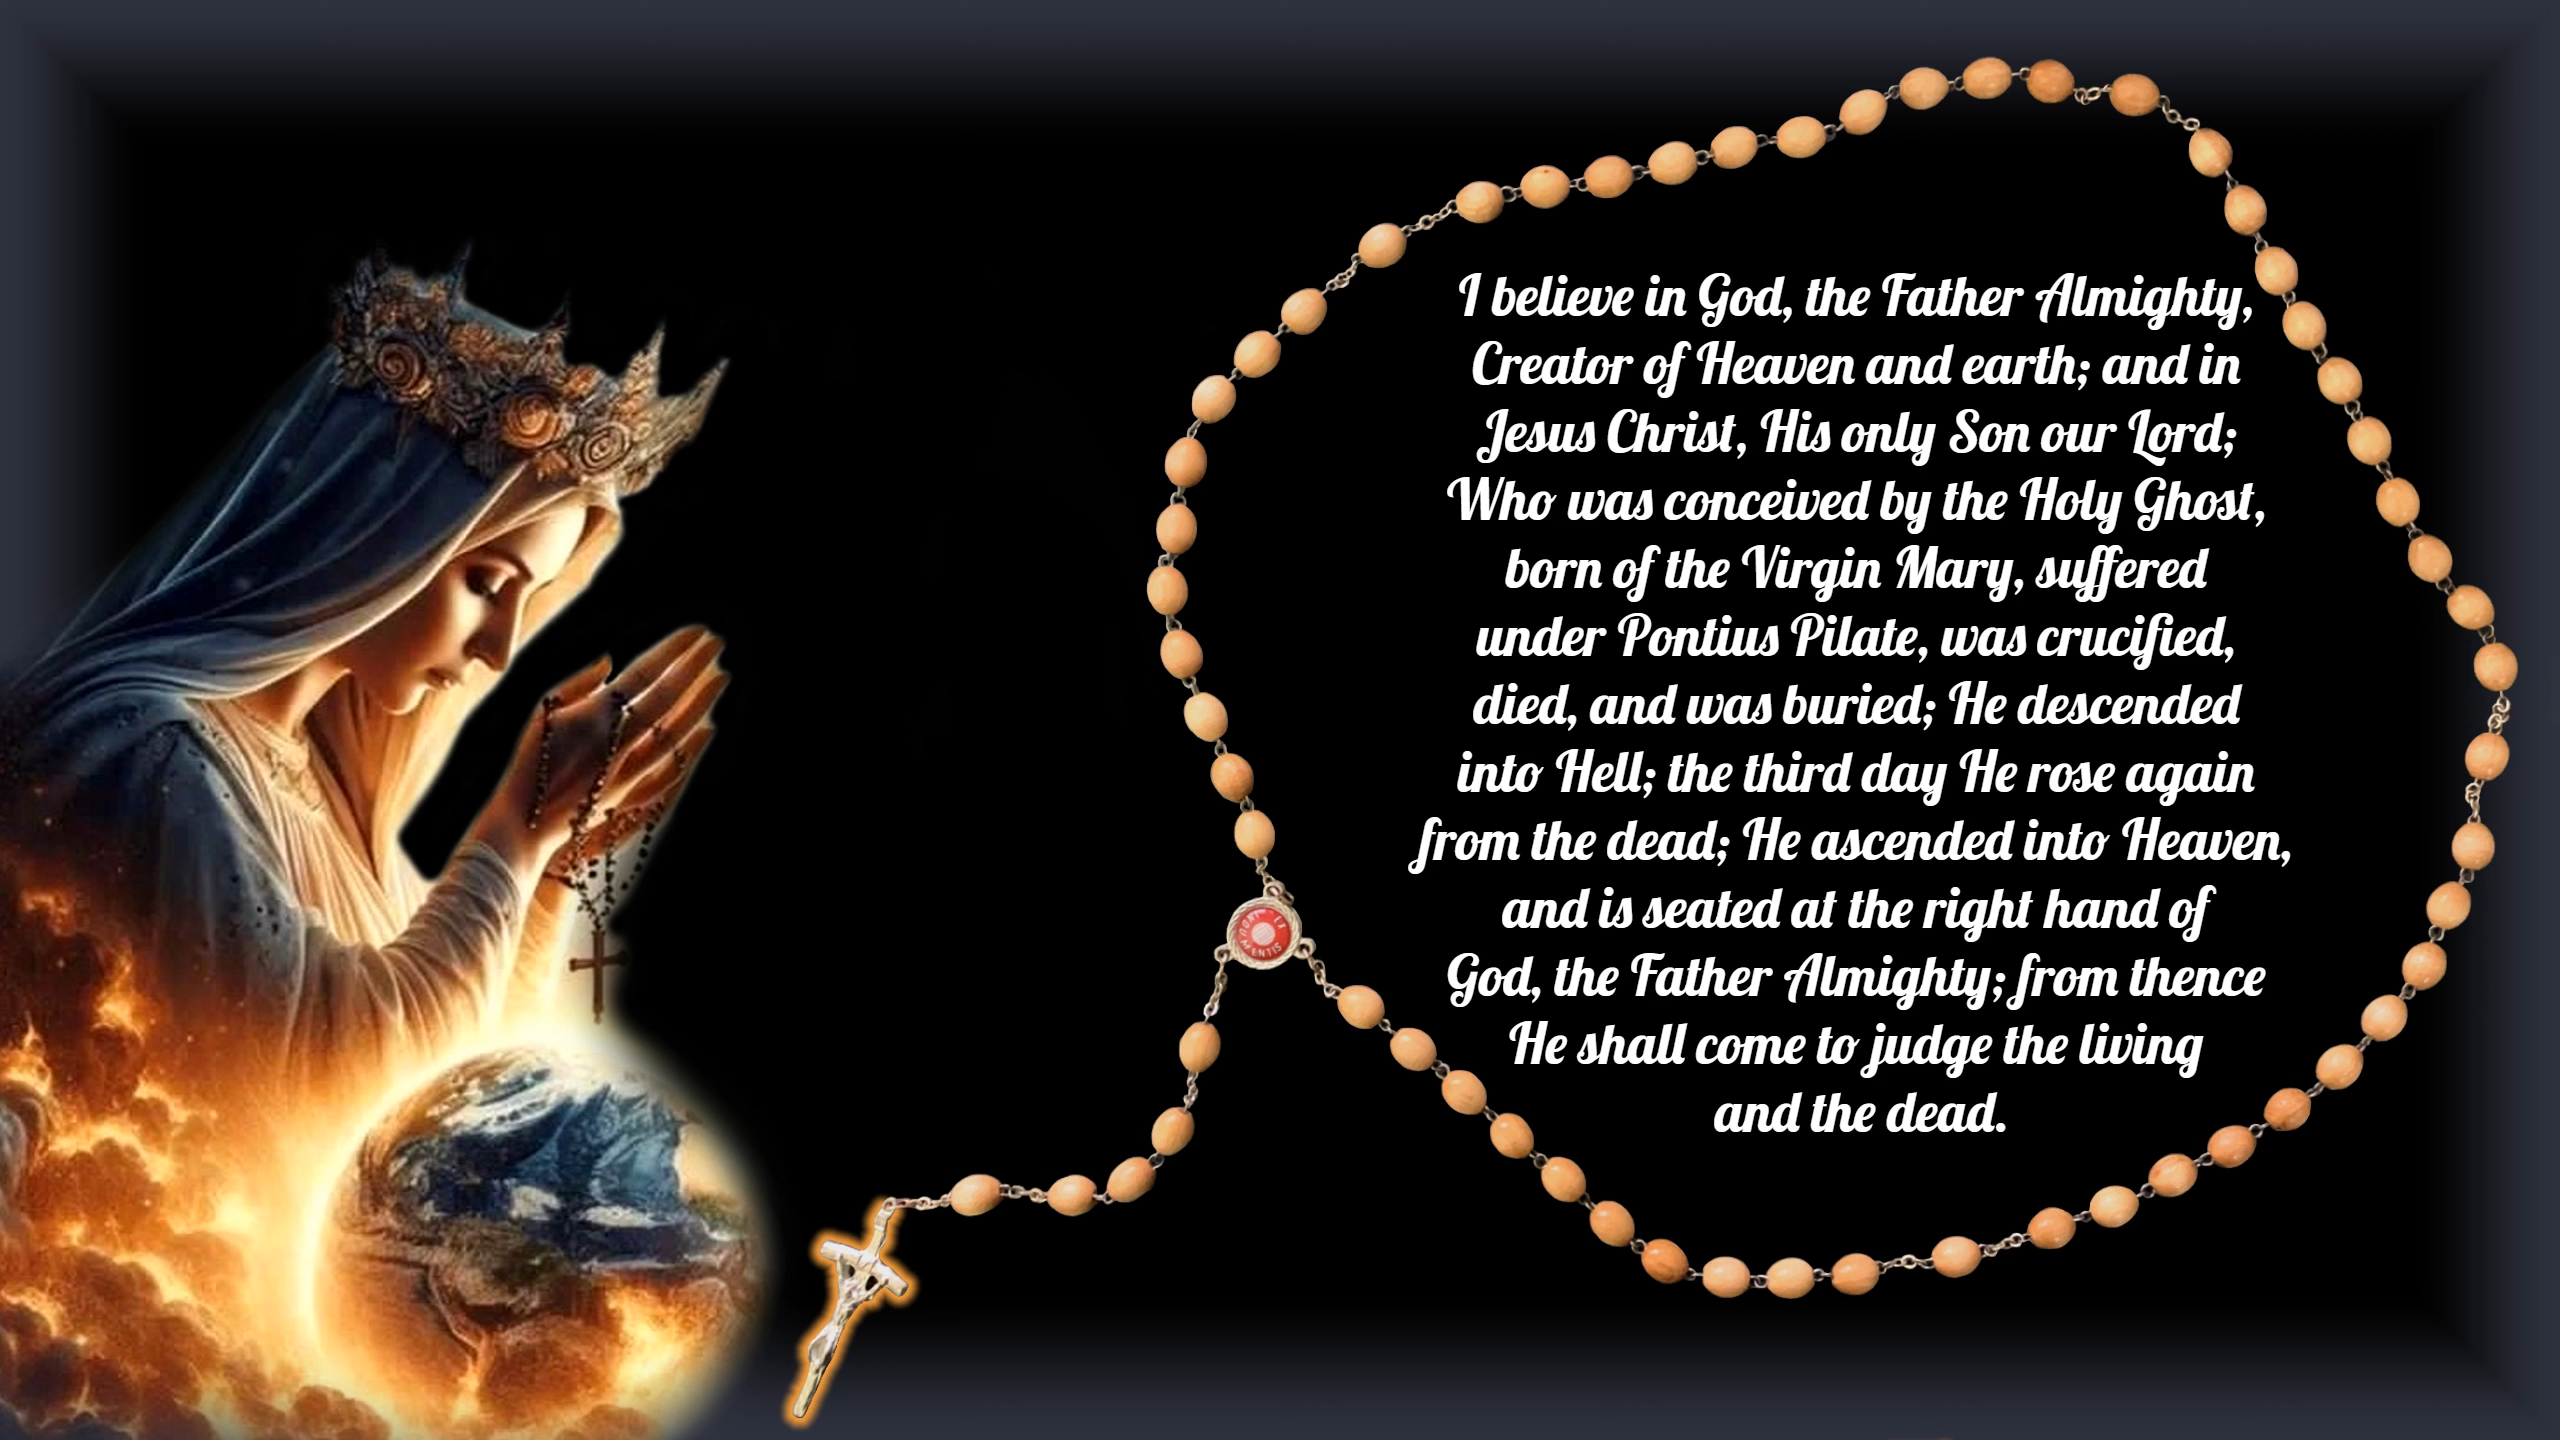 I believe in God, the Father Almighty,
Creator of Heaven and earth; and in
Jesus Christ, His only Son our Lord;
Who was conceived by the Holy Ghost,
born of the Virgin Mary, suffered
under Pontius Pilate, was crucified,
died, and was buried; He descended
into Hell; the third day He rose again
from the dead; He ascended into Heaven,
and is seated at the right hand of
God, the Father Almighty; from thence
He shall come to judge the living
and the dead.